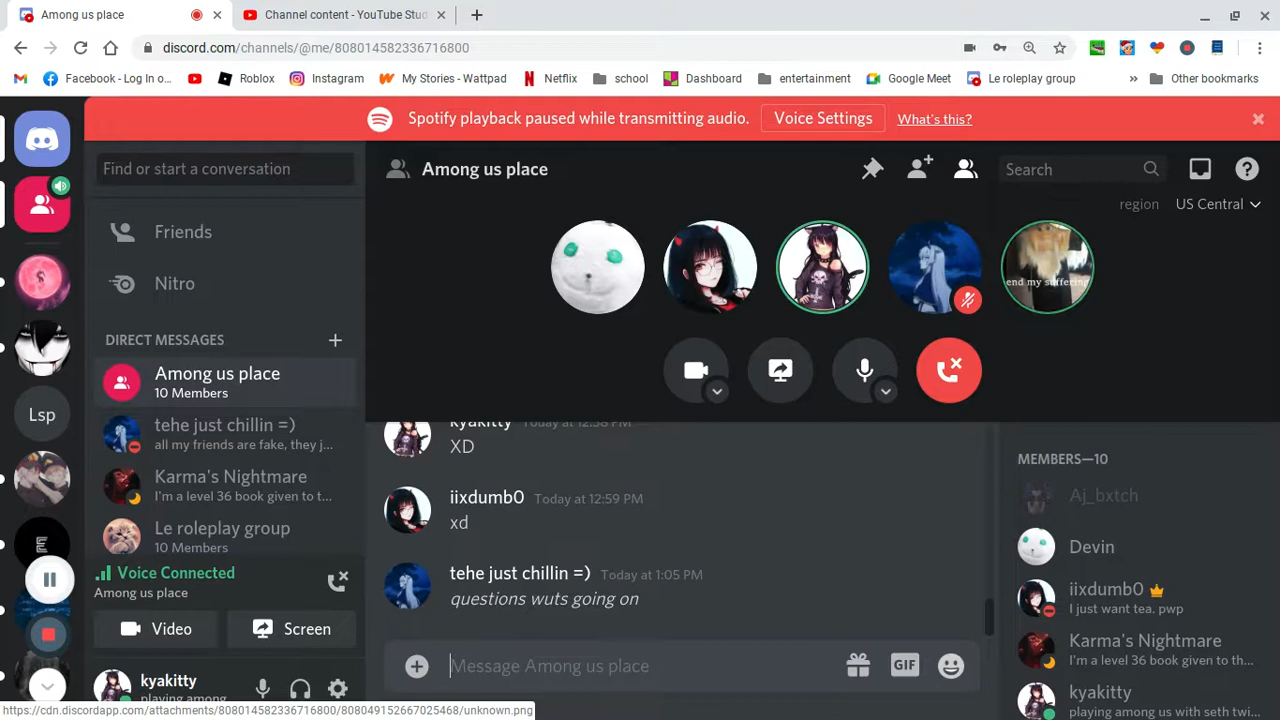 Among us place
Channel content - YouTube Stud
discord.com/channels/@me/808014582336716800
Facebook - Log In o...
Roblox
Instagram
My Stories - Wattpad
Netflix
school
Dashboard
entertainment
Google Meet
Le roleplay group
»
Other bookmarks
Spotify playback paused while transmitting audio.
Voice Settings
What's this?
Find or start a conversation
Among us place
Search
region
US Central
Friends
Nitro
end my suffering
DIRECT MESSAGES
Among us place
10 Members
tehe just chillin =)
all my friends are fake, they j...
Karma's Nightmare
I'm a level 36 book given to t...
Le roleplay group
10 Members
Lsp
E
Voice Connected
Among us place
Video
Screen
kyakitty
playing among
kyakitty Today at 12:58 PM
XD
iixdumb0 Today at 12:59 PM
xd
tehe just chillin =) Today at 1:05 PM
questions wuts going on
Message Among us place
GIF
MEMBERS—10
Aj_bxtch
Devin
iixdumb0
I just want tea. pwp
Karma's Nightmare
I'm a level 36 book given to th...
kyakitty
playing among us with seth twi...
https://cdn.discordapp.com/attachments/808014582336716800/808049152667025468/unknown.png